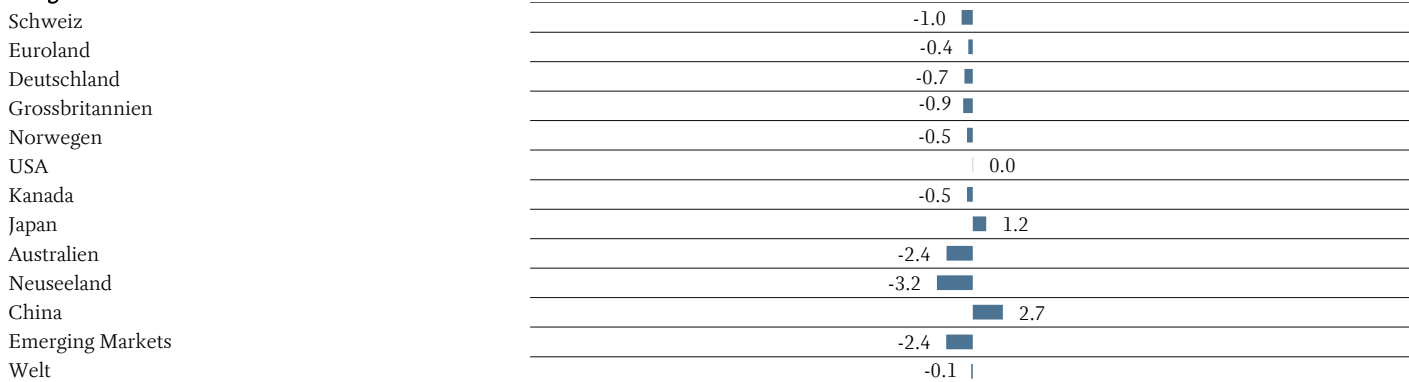 Schweiz -1.0
Euroland -0.4
Deutschland -0.7
Grossbritannien -0.9
Norwegen -0.5
USA 0.0
Kanada -0.5
Japan 1.2
Australien -2.4
Neuseeland -3.2
China 2.7
Emerging Markets -2.4
Welt -0.1